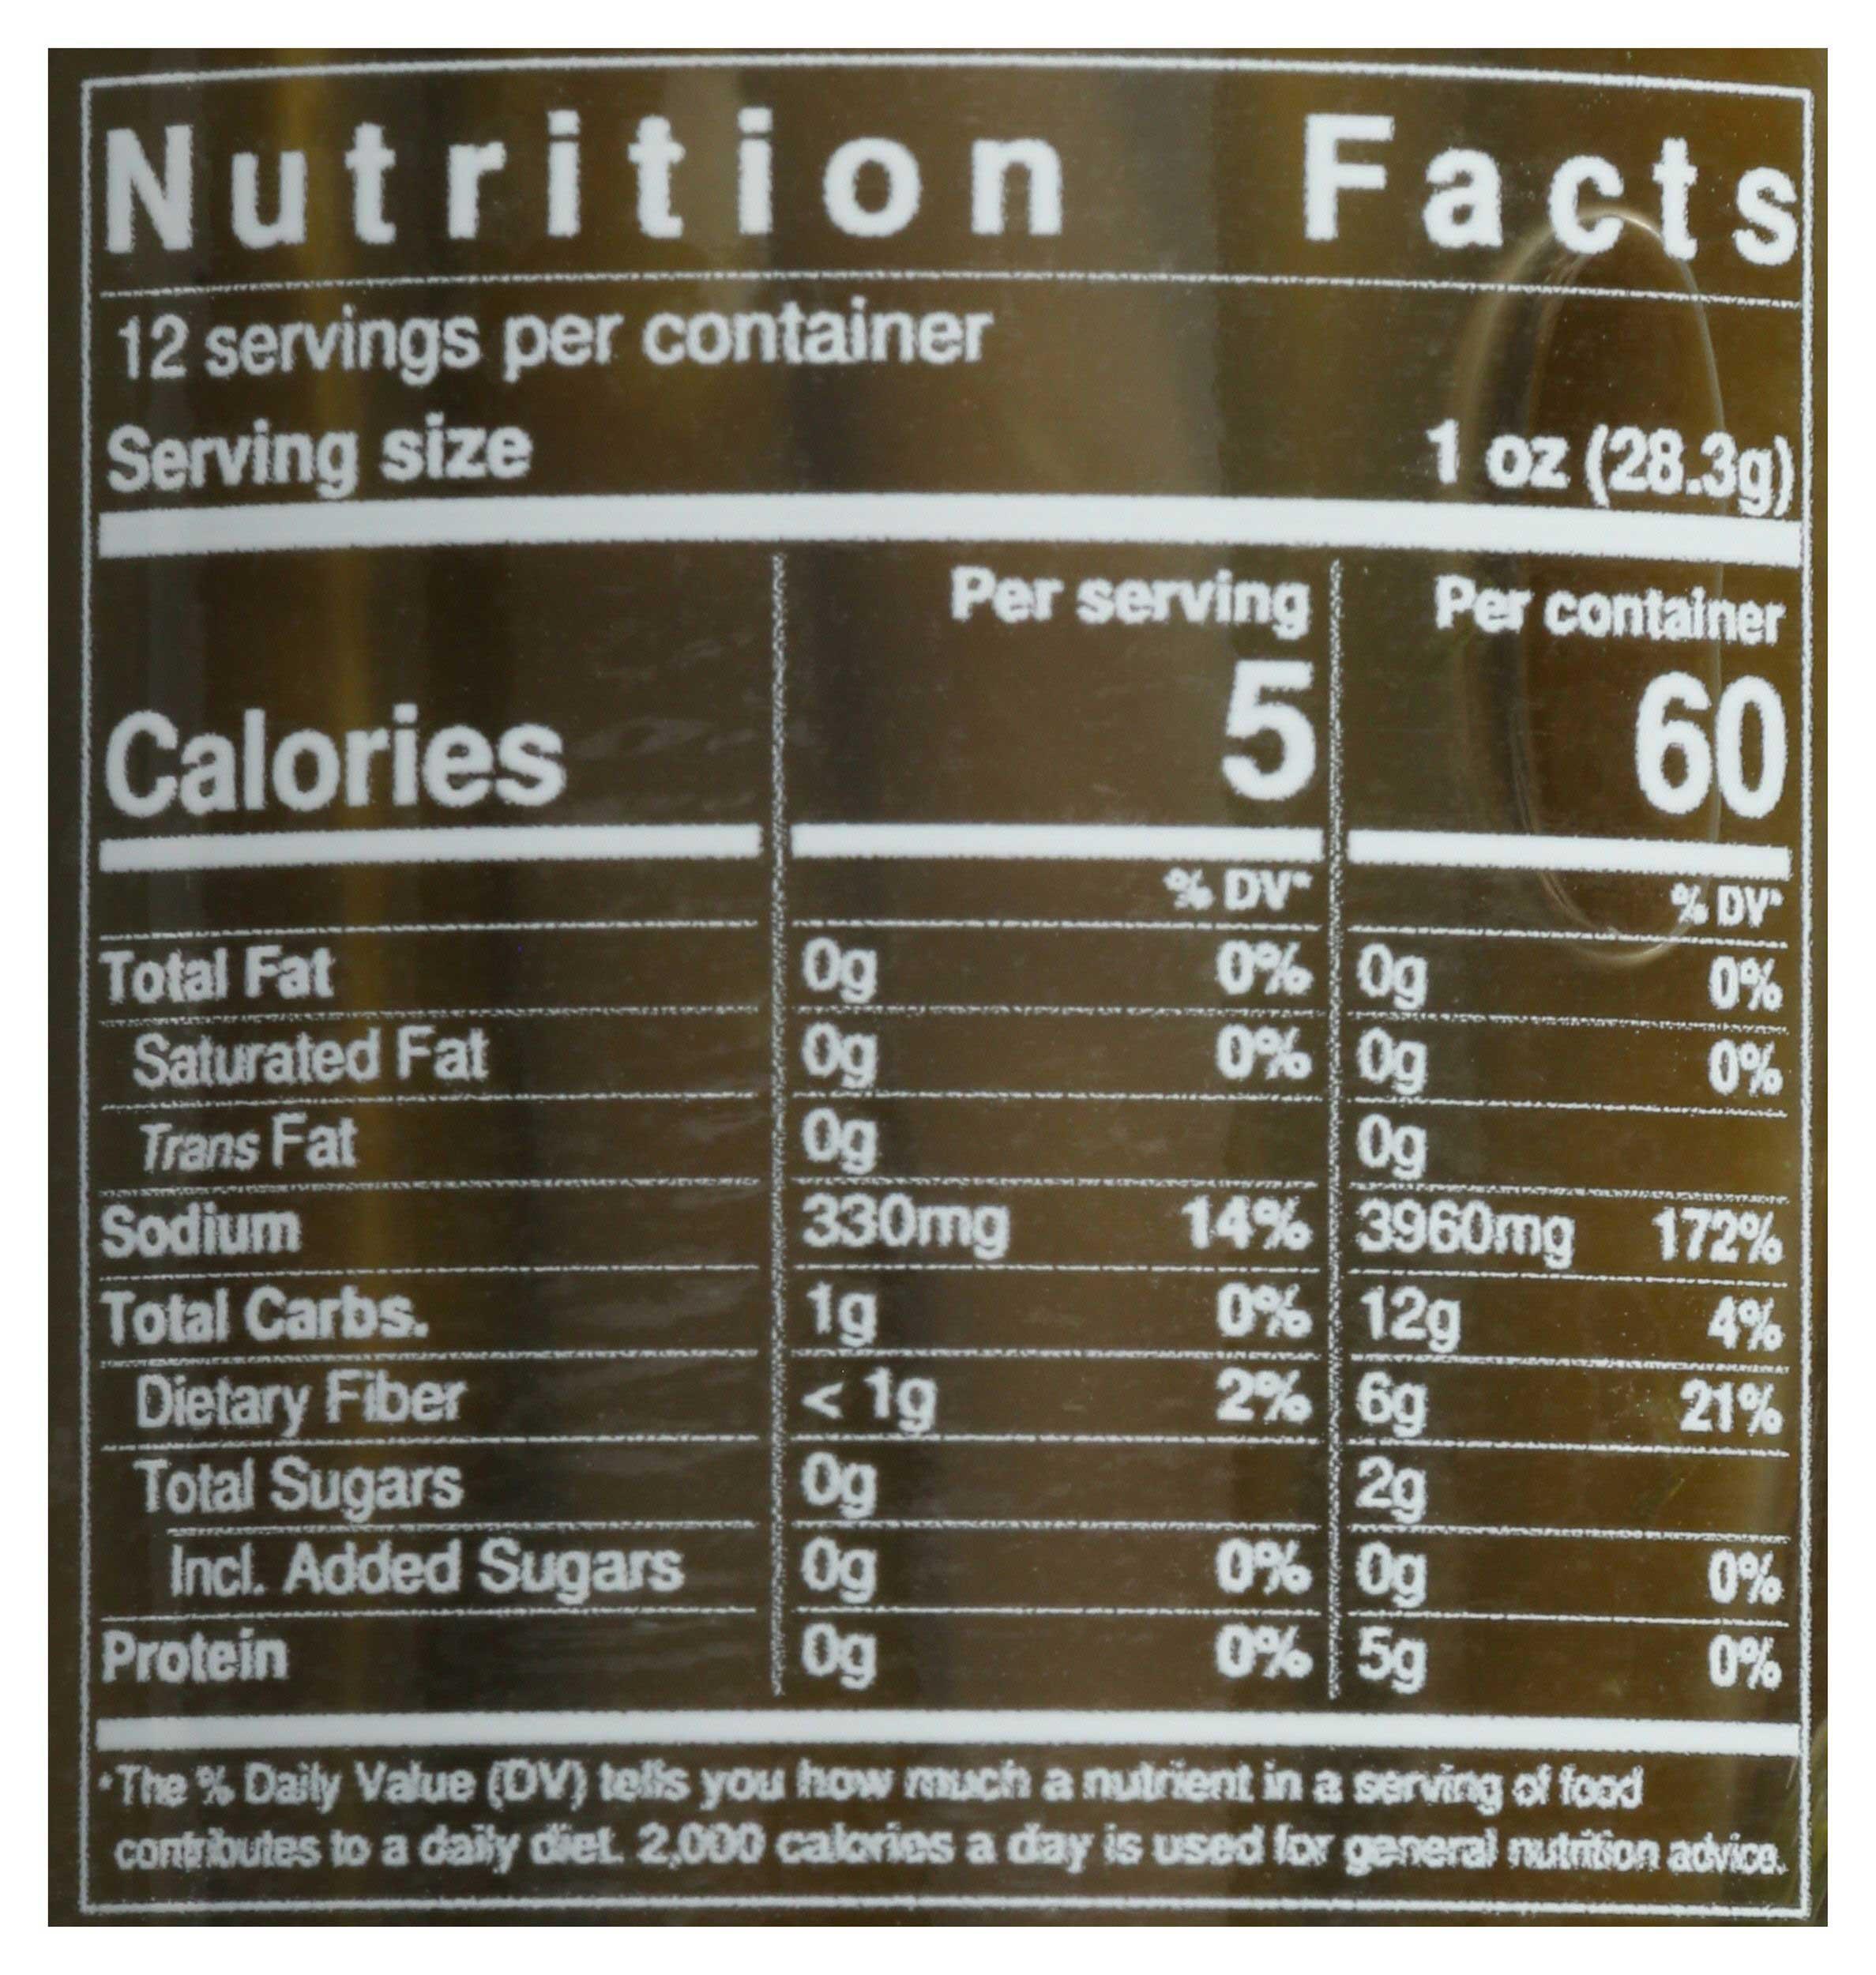 Nutrition Facts
12 servings per container
Serving size 1 oz (28.3g)
Per serving Per container
Calories 5 60
% DV* % DV*
Total Fat 0g 0% 0g 0%
Saturated Fat 0g 0% 0g 0%
Trans Fat 0g 0g
Sodium 330mg 14% 3960mg 172%
Total Carbs. 1g 0% 12g 4%
Dietary Fiber < 1g 2% 6g 21%
Total Sugars 0g 2g
Incl. Added Sugars 0g 0% 0g 0%
Protein 0g 0% 5g 0%
*The % Daily Value (DV) tells you how much a nutrient in a serving of food
contributes to a daily diet. 2,000 calories a day is used for general nutrition advice.